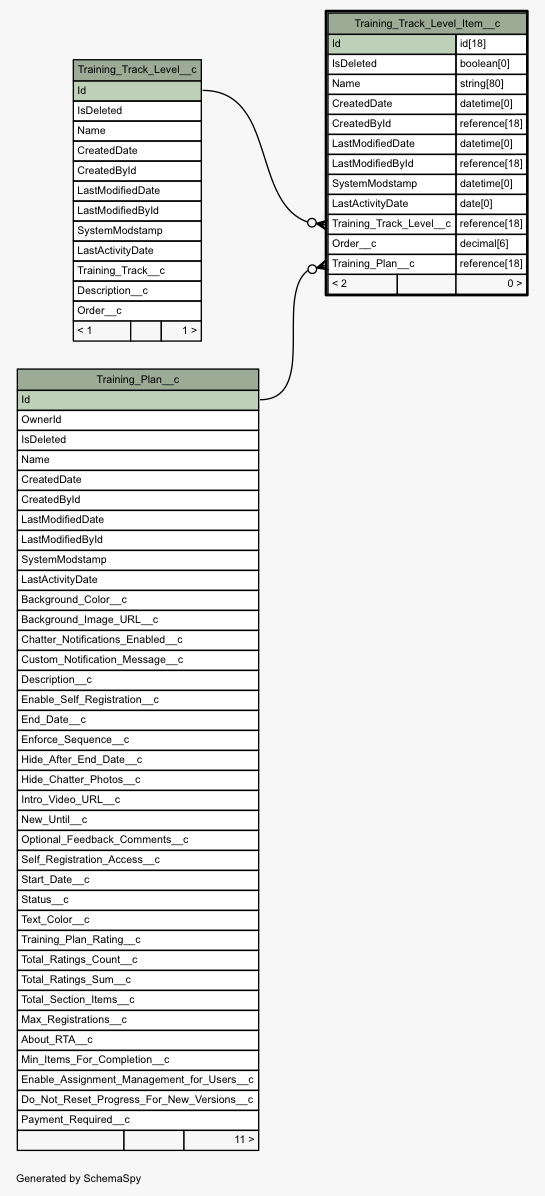 Training_Track_Level_Item__c
Id id[18]
IsDeleted boolean[0]
Name string[80]
CreatedDate datetime[0]
CreatedById reference[18]
LastModifiedDate datetime[0]
LastModifiedById reference[18]
SystemModstamp datetime[0]
LastActivityDate date[0]
Training_Track_Level__c reference[18]
Order__c decimal[6]
Training_Plan__c reference[18]
< 2 0 >
Training_Track_Level__c
Id
IsDeleted
Name
CreatedDate
CreatedById
LastModifiedDate
LastModifiedById
SystemModstamp
LastActivityDate
Training_Track__c
Description__c
Order__c
< 1 1 >
Training_Plan__c
Id
OwnerId
IsDeleted
Name
CreatedDate
CreatedById
LastModifiedDate
LastModifiedById
SystemModstamp
LastActivityDate
Background_Color__c
Background_Image_URL__c
Chatter_Notifications_Enabled__c
Custom_Notification_Message__c
Description__c
Enable_Self_Registration__c
End_Date__c
Enforce_Sequence__c
Hide_After_End_Date__c
Hide_Chatter_Photos__c
Intro_Video_URL__c
New_Until__c
Optional_Feedback_Comments__c
Self_Registration_Access__c
Start_Date__c
Status__c
Text_Color__c
Training_Plan_Rating__c
Total_Ratings_Count__c
Total_Ratings_Sum__c
Total_Section_Items__c
Max_Registrations__c
About_RTA__c
Min_Items_For_Completion__c
Enable_Assignment_Management_for_Users__c
Do_Not_Reset_Progress_For_New_Versions__c
Payment_Required__c
11 >
Generated by SchemaSpy